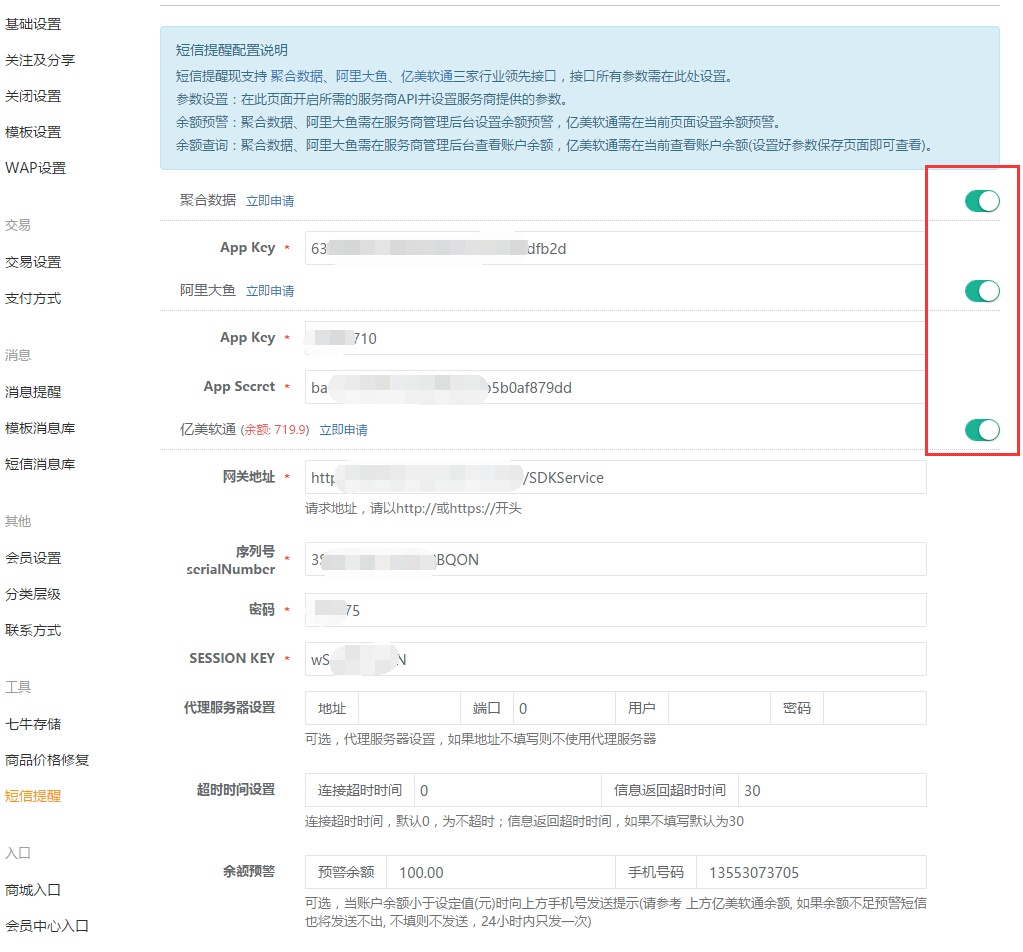 基础设置
关注及分享
关闭设置
模板设置
WAP设置
交易
交易设置
支付方式
消息
消息提醒
模板消息库
短信消息库
其他
会员设置
分类层级
联系方式
工具
七牛存储
商品价格修复
短信提醒
入口
商城入口
会员中心入口
短信提醒配置说明
短信提醒现支持 聚合数据、阿里大鱼、亿美软通三家行业领先接口，接口所有参数需在此处设置。
参数设置：在此页面开启所需的服务商API并设置服务商提供的参数。
余额预警：聚合数据、阿里大鱼需在服务商管理后台设置余额预警，亿美软通需在当前页面设置余额预警。
余额查询：聚合数据、阿里大鱼需在服务商管理后台查看账户余额，亿美软通需在当前查看账户余额(设置好参数保存页面即可查看)。
聚合数据 立即申请
App Key * 63 dfb2d
阿里大鱼 立即申请
App Key * 710
App Secret * ba 5b0af879dd
亿美软通 (余额: 719.9) 立即申请
网关地址 * http /SDKService
请求地址，请以http://或https://开头
序列号
serialNumber * 3 BQON
密码 * 75
SESSION KEY * wS N
代理服务器设置 地址 端口 0 用户 密码
可选，代理服务器设置，如果地址不填写则不使用代理服务器
超时时间设置 连接超时时间 0 信息返回超时时间 30
连接超时时间，默认0，为不超时；信息返回超时时间，如果不填写默认为30
余额预警 预警余额 100.00 手机号码 13553073705
可选，当账户余额小于设定值(元)时向上方手机号发送提示(请参考 上方亿美软通余额, 如果余额不足预警短信
也将发送不出, 不填则不发送，24小时内只发一次)